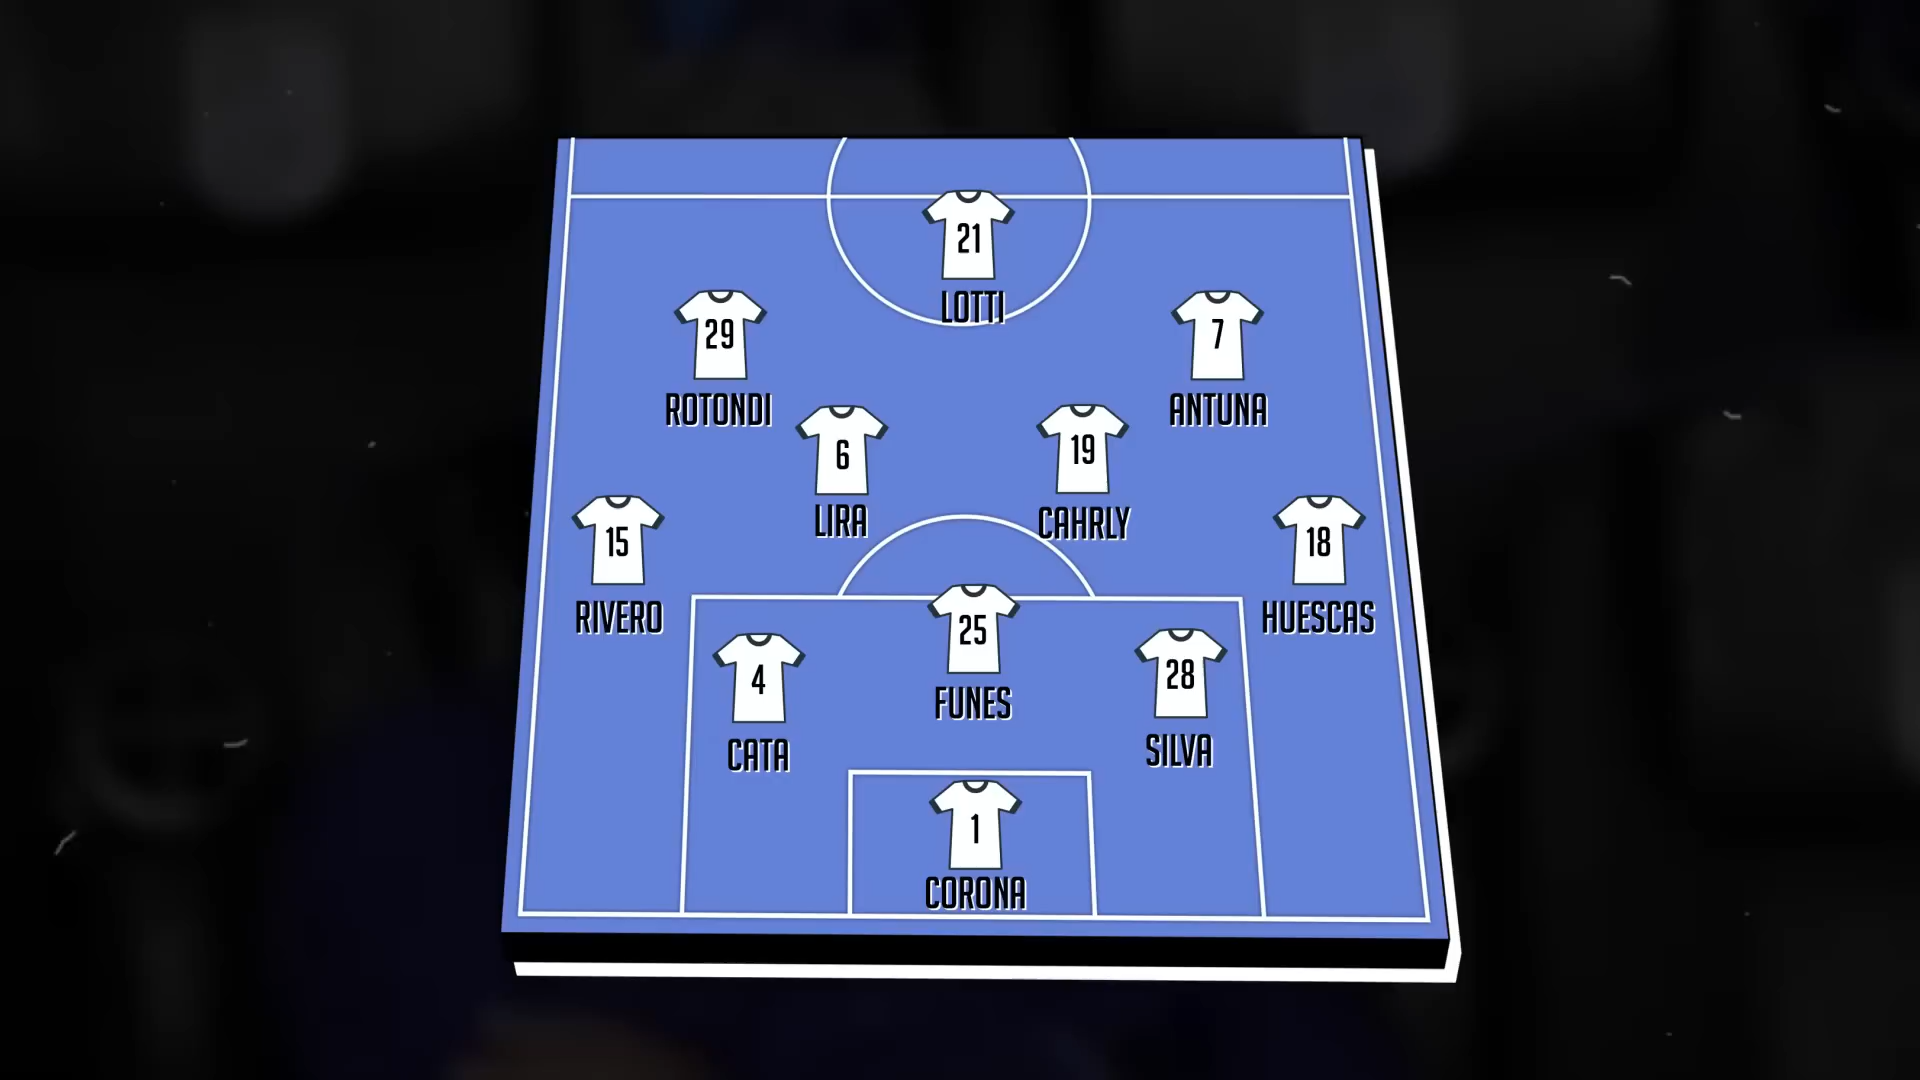 21
LOTTI
29
ROTONDI
7
ANTUNA
6
LIRA
19
CAHRLY
15
RIVERO
18
HUESCAS
25
FUNES
4
CATA
28
SILVA
1
CORONA